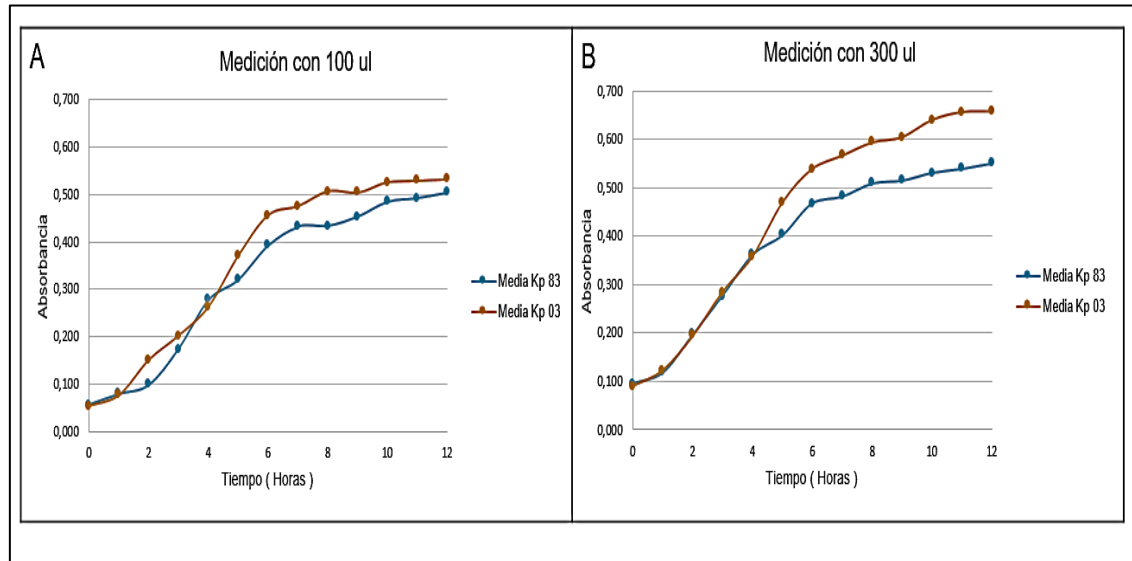 A
Medición con 100 ul
0,700
0,600
0,500
0,400
0,300
0,200
0,100
0,000
Absorbancia
0 2 4 6 8 10 12
Tiempo ( Horas )
Media Kp 83
Media Kp 03
B
Medición con 300 ul
0,700
0,600
0,500
0,400
0,300
0,200
0,100
0,000
Absorbancia
0 2 4 6 8 10 12
Tiempo ( Horas )
Media Kp 83
Media Kp 03